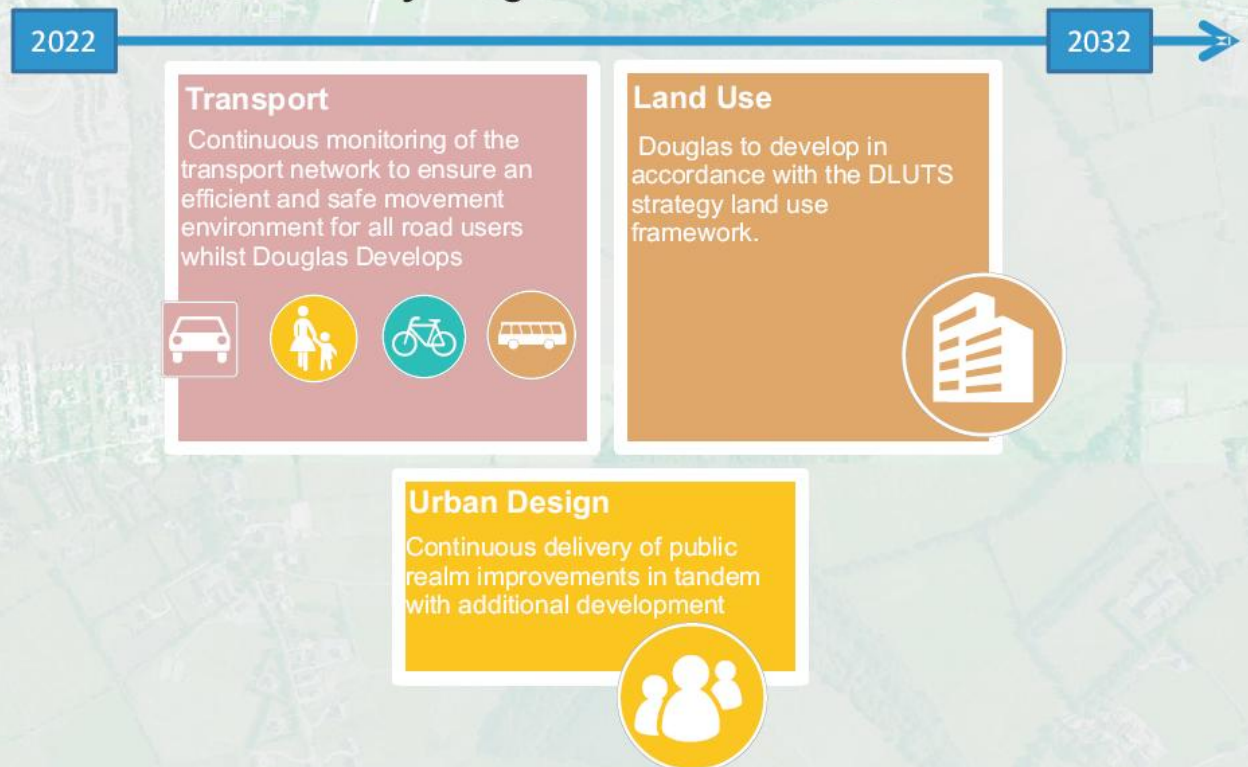 2022
2032
Transport
Continuous monitoring of the
transport network to ensure an
efficient and safe movement
environment for all road users
whilst Douglas Develops
Land Use
Douglas to develop in
accordance with the DLUTS
strategy land use
framework.
Urban Design
Continuous delivery of public
realm improvements in tandem
with additional development